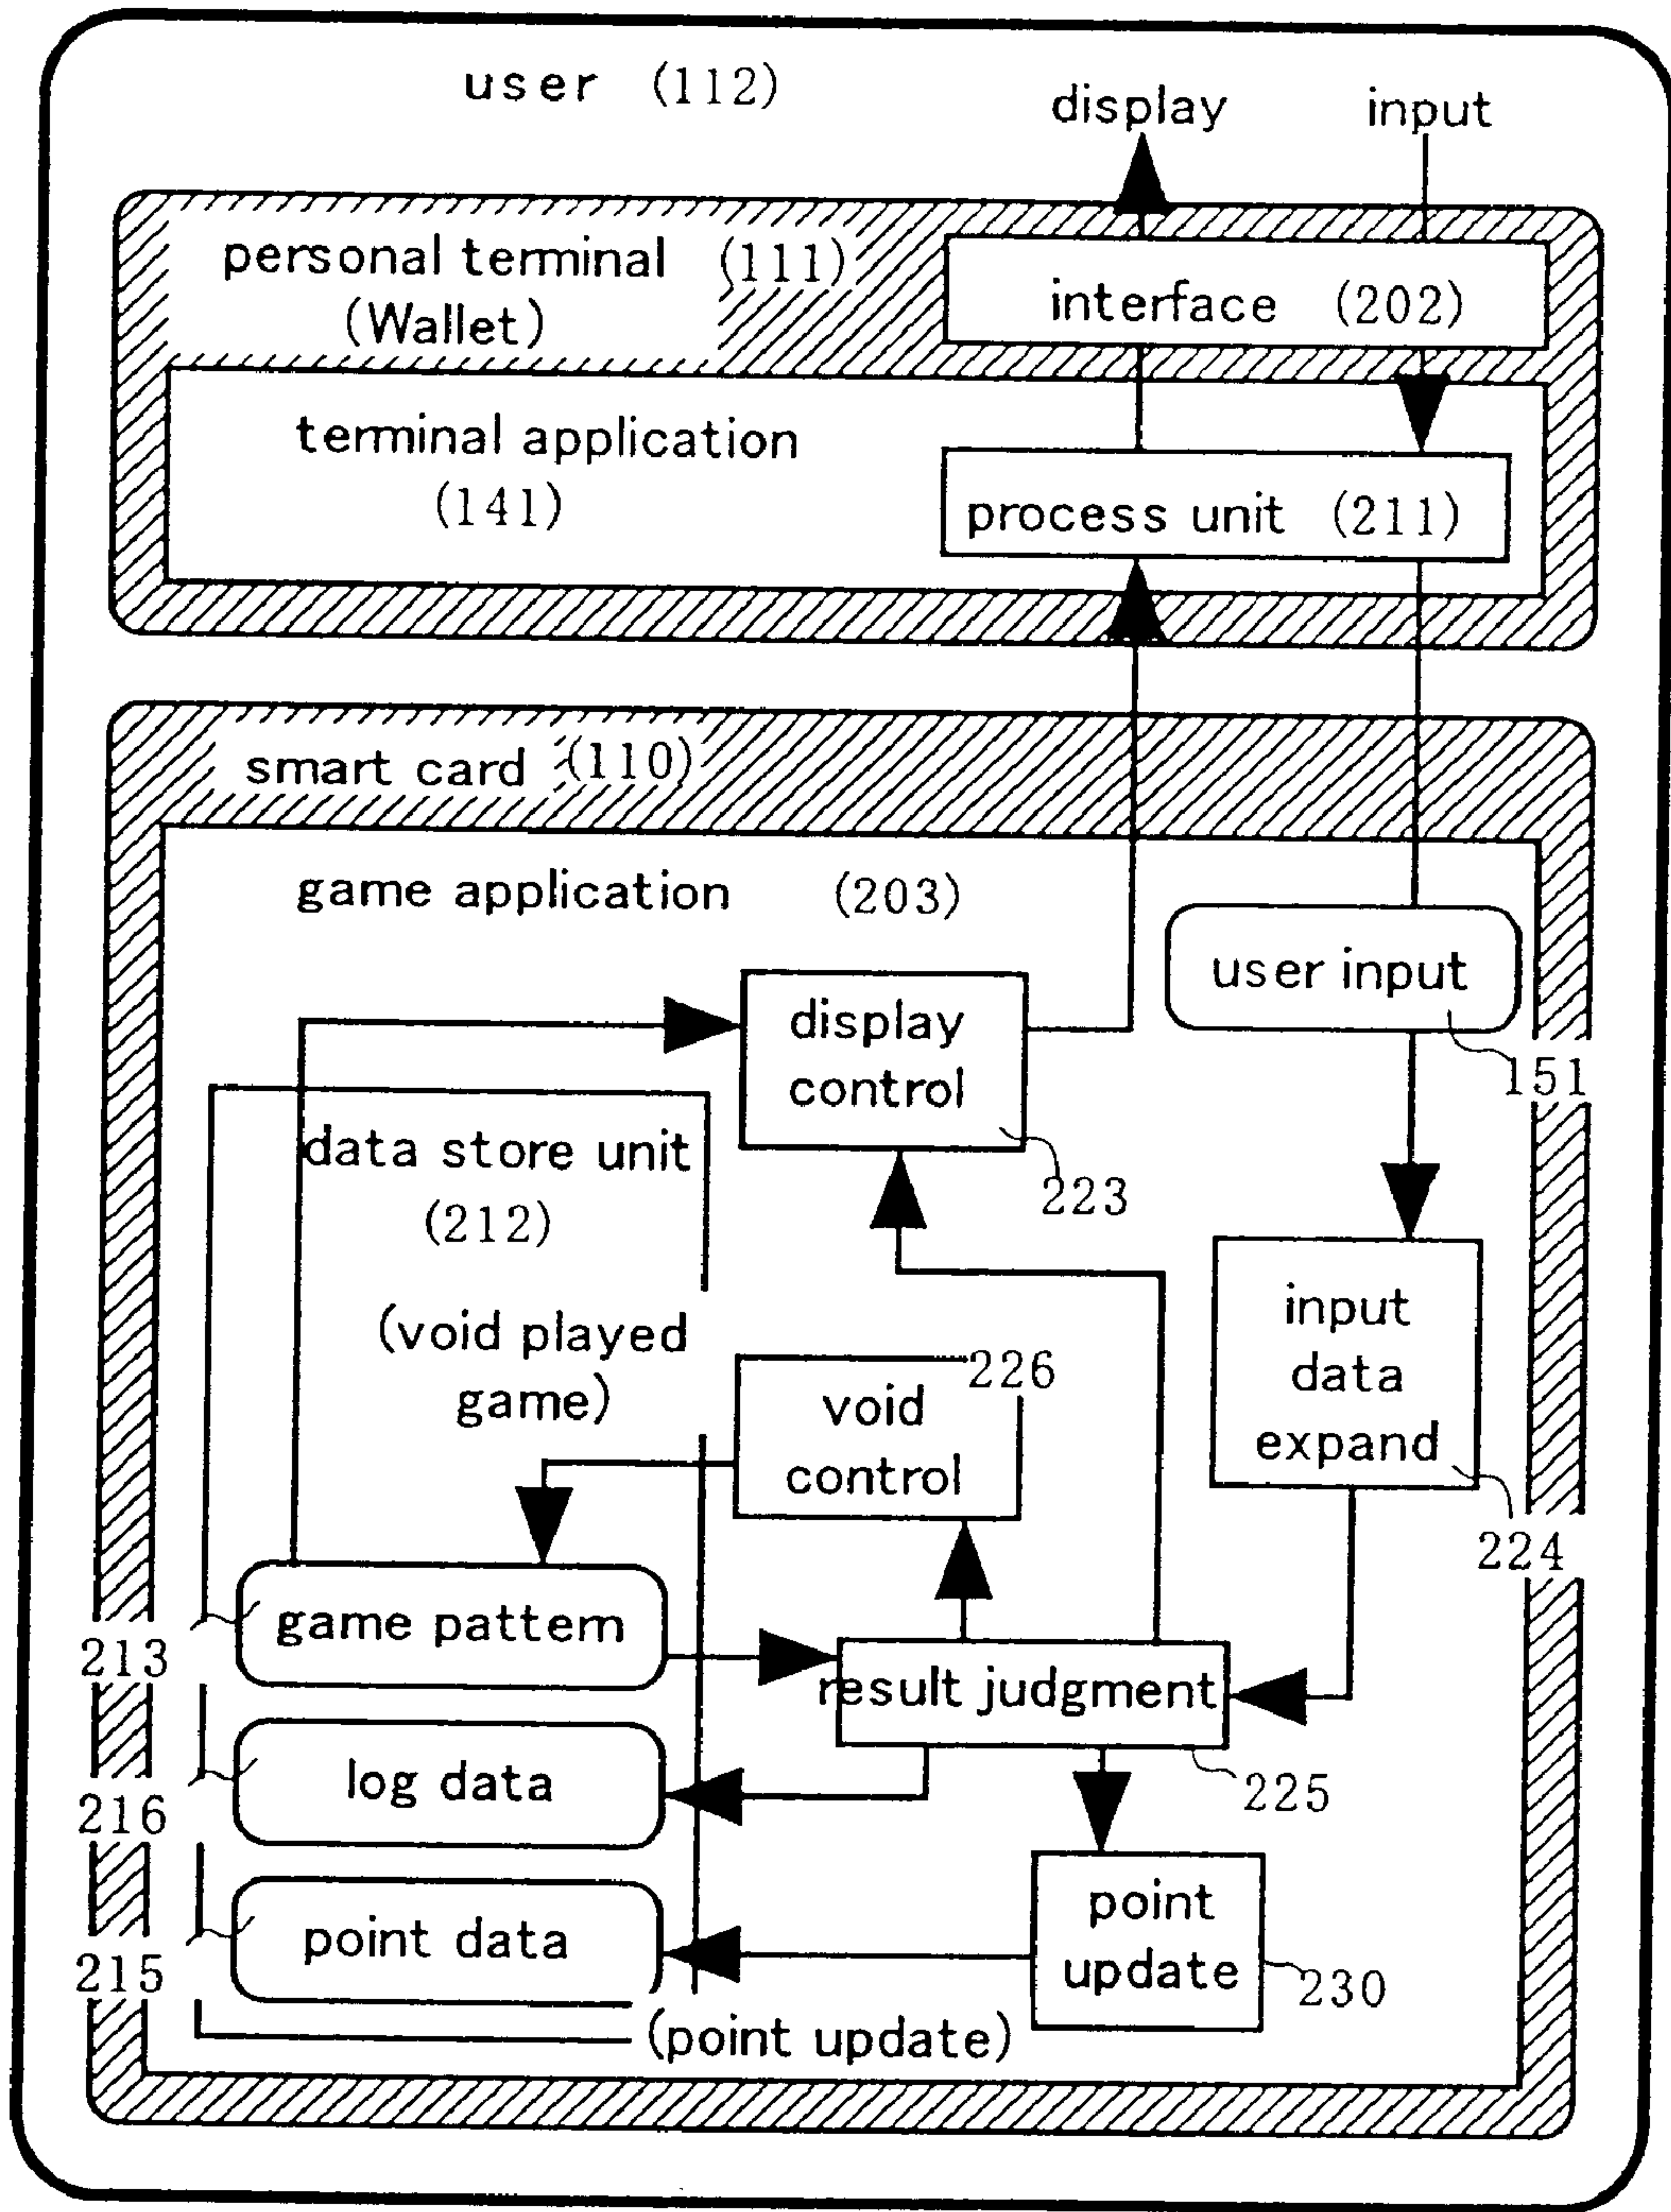 user (112)
display
input
personal terminal (111)
(Wallet)
interface (202)
terminal application
(141)
process unit (211)
smart card (110)
game application (203)
user input
151
display
control
223
data store unit
(212)
(void played
game)
226
void
control
input
data
expand
224
game pattern
213
result judgment
225
log data
216
point data
215
point
update
230
(point update)